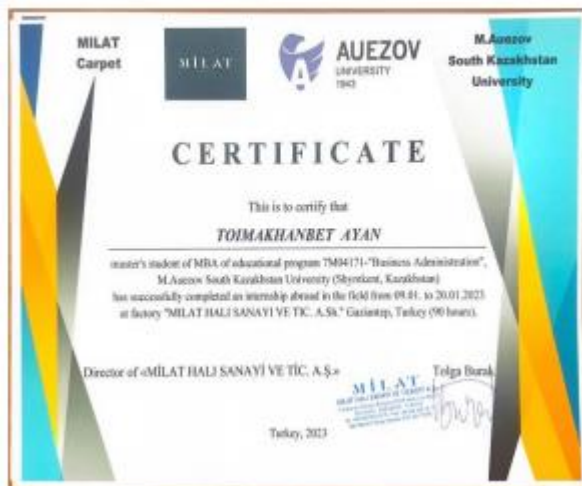 MILAT
Carpet
MİLAT
AUEZOV
UNIVERSITY
1943
M.Auezov
South Kazakhstan
University
CERTIFICATE
This is to certify that
TOIMAKHANBET AYAN
master's student of MBA of educational program 7M04171-"Business Administration",
M.Auezov South Kazakhstan University (Shymkent, Kazakhstan)
has successfully completed an internship abroad in the field from 09.01. to 20.01.2023
at factory "MILAT HALI SANAYI VE TIC. A.Sh." Gaziantep, Turkey (90 hours).
Director of «MİLAT HALI SANAYİ VE TİC. A.Ş.»
Tolga Burak
MİLAT
Turkey, 2023